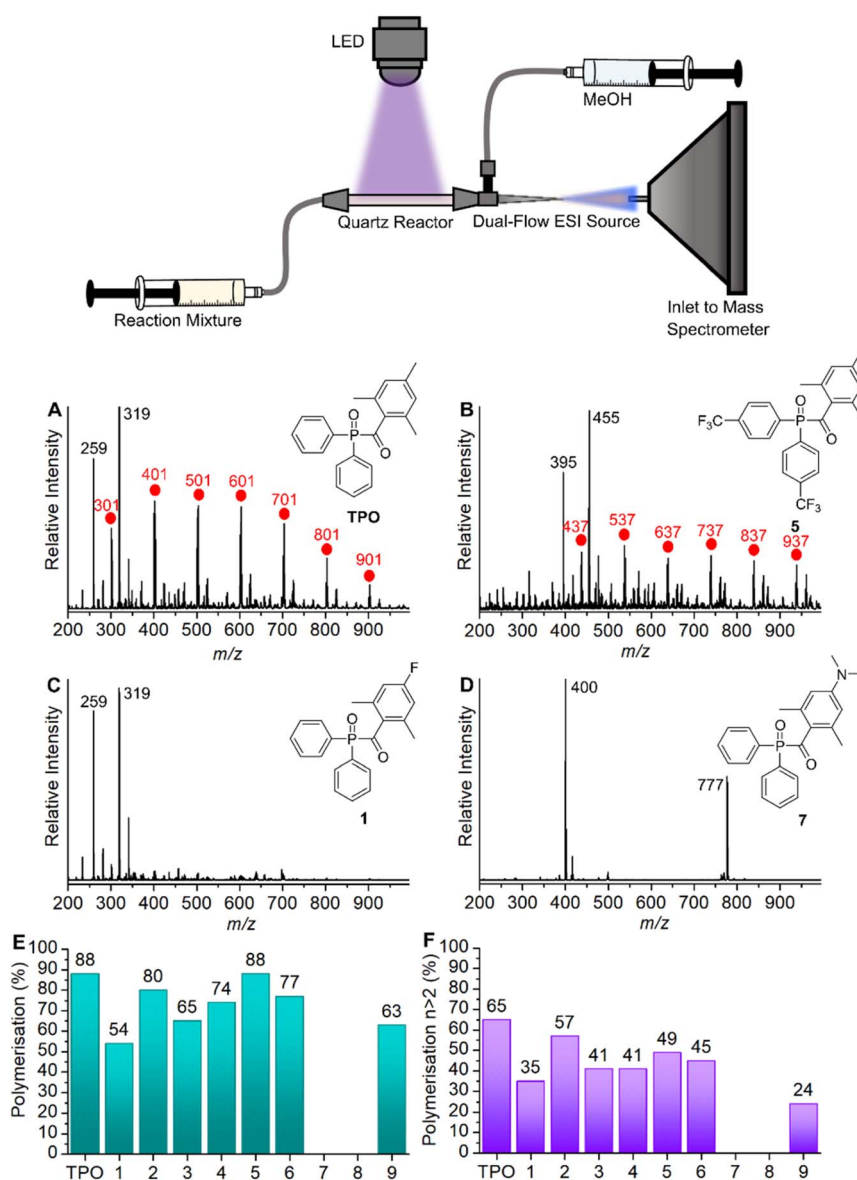 LED
MeOH
Quartz Reactor
Dual-Flow ESI Source
Reaction Mixture
Inlet to Mass
Spectrometer
A
Relative Intensity
259
319
301
401
501
601
701
801
901
O
P
O
TPO
200 300 400 500 600 700 800 900
m/z
B
Relative Intensity
395
455
437
537
637
737
837
937
F₃C
O
P
O
CF₃
5
200 300 400 500 600 700 800 900
m/z
C
Relative Intensity
259
319
F
O
P
O
1
200 300 400 500 600 700 800 900
m/z
D
Relative Intensity
400
777
N
O
P
O
7
200 300 400 500 600 700 800 900
m/z
E
Polymerisation (%)
100
90
80
70
60
50
40
30
20
10
0
88
54
80
65
74
88
77
63
TPO 1 2 3 4 5 6 7 8 9
F
Polymerisation n>2 (%)
100
90
80
70
60
50
40
30
20
10
0
65
35
57
41
41
49
45
24
TPO 1 2 3 4 5 6 7 8 9